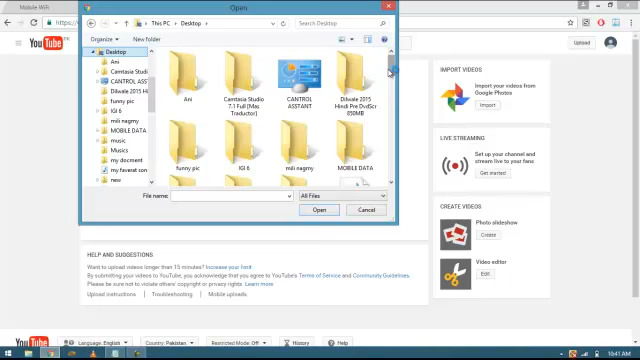 Mobile WiFi
Open
https://www
This PC
Desktop
Search Desktop
Organize
New folder
Desktop
Ani
Camtasia Studi
CANTROL ASS
Dilwale 2015 Hi
funny pic
IGI 6
mili nagmy
MOBILE DATA
music
Musics
my docment
my faverat son
new
Ani
Camtasia Studio
7.1 Full [Mas
Traductor]
CANTROL
ASSTANT
Dilwale 2015
Hindi Pre DvdScr
850MB
funny pic
IGI 6
mili nagmy
MOBILE DATA
File name:
All Files
Open
Cancel
YouTube
Upload
IMPORT VIDEOS
Import your videos from
Google Photos
Import
LIVE STREAMING
Set up your channel and
stream live to your fans
Get started
CREATE VIDEOS
Photo slideshow
Create
Video editor
Edit
HELP AND SUGGESTIONS
Want to upload videos longer than 15 minutes? Increase your limit
By submitting your videos to YouTube, you acknowledge that you agree to YouTube's Terms of Service and Community Guidelines.
Please be sure not to violate others' copyright or privacy rights. Learn more
Upload instructions
Troubleshooting
Mobile uploads
YouTube
Language: English
Country: Pakistan
Restricted Mode: Off
History
Help
10:41 AM